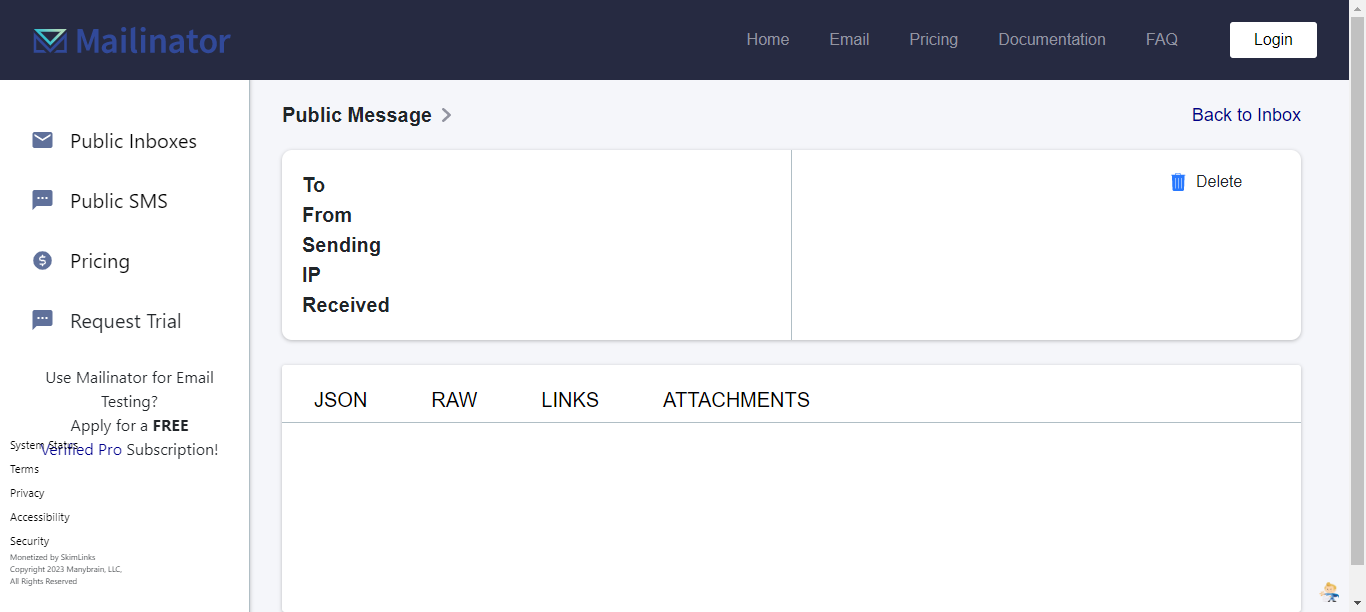 Mailinator
Home Email Pricing Documentation FAQ Login
Public Inboxes
Public SMS
Pricing
Request Trial
Use Mailinator for Email
Testing?
Apply for a FREE
Verified Pro Subscription!
System Status
Terms
Privacy
Accessibility
Security
Monetized by SkimLinks
Copyright 2023 Manybrain, LLC,
All Rights Reserved
Public Message
Back to Inbox
To
From
Sending
IP
Received
Delete
JSON RAW LINKS ATTACHMENTS